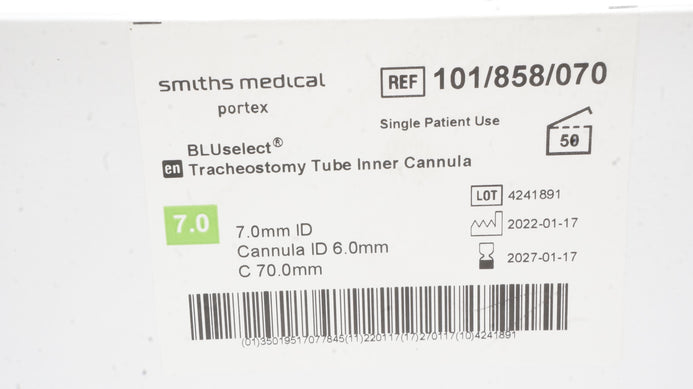 smiths medical
portex
REF 101/858/070
Single Patient Use
50
BLUselect®
en Tracheostomy Tube Inner Cannula
7.0
7.0mm ID
Cannula ID 6.0mm
C 70.0mm
LOT 4241891
2022-01-17
2027-01-17
(01)35019517077845(11)220117(17)270117(10)4241891